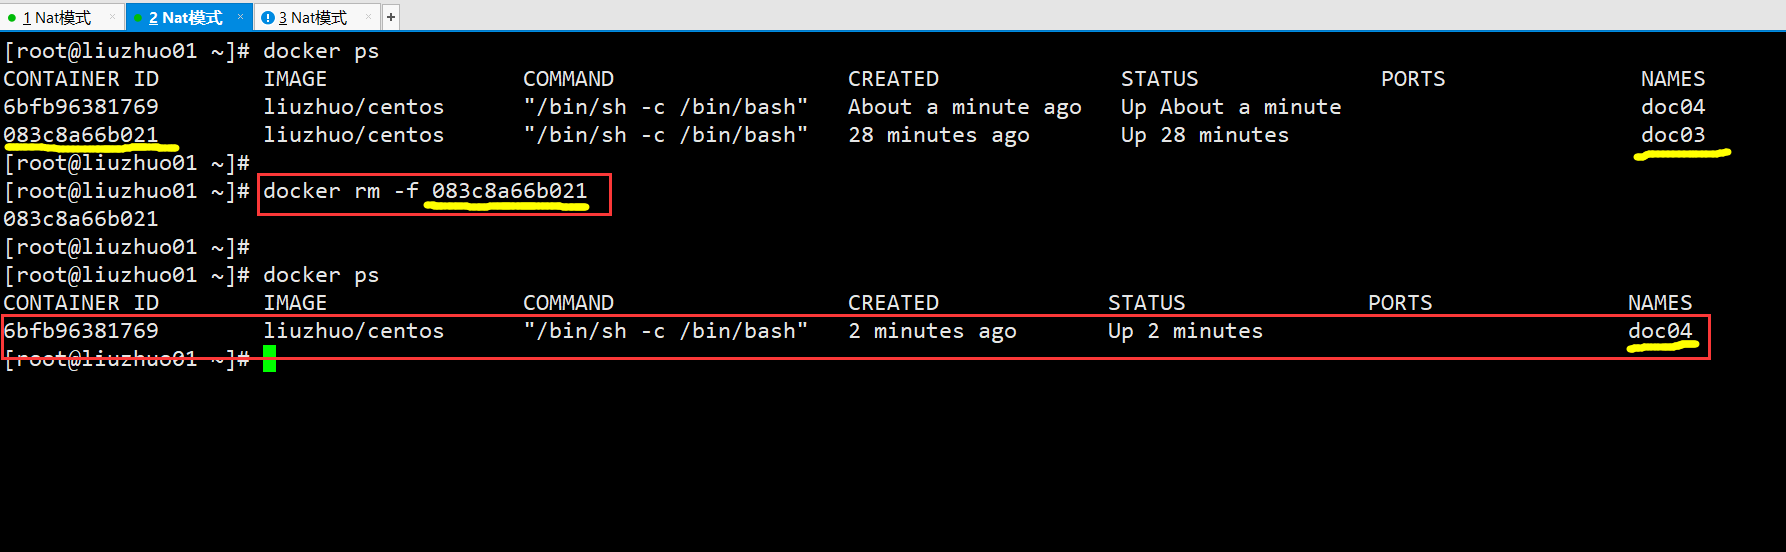 1 Nat模式 × 2 Nat模式 × 3 Nat模式 × +
[root@liuzhuo01 ~]# docker ps
CONTAINER ID IMAGE COMMAND CREATED STATUS PORTS NAMES
6bfb96381769 liuzhuo/centos "/bin/sh -c /bin/bash" About a minute ago Up About a minute doc04
083c8a66b021 liuzhuo/centos "/bin/sh -c /bin/bash" 28 minutes ago Up 28 minutes doc03
[root@liuzhuo01 ~]#
[root@liuzhuo01 ~]# docker rm -f 083c8a66b021
083c8a66b021
[root@liuzhuo01 ~]#
[root@liuzhuo01 ~]# docker ps
CONTAINER ID IMAGE COMMAND CREATED STATUS PORTS NAMES
6bfb96381769 liuzhuo/centos "/bin/sh -c /bin/bash" 2 minutes ago Up 2 minutes doc04
[root@liuzhuo01 ~]#